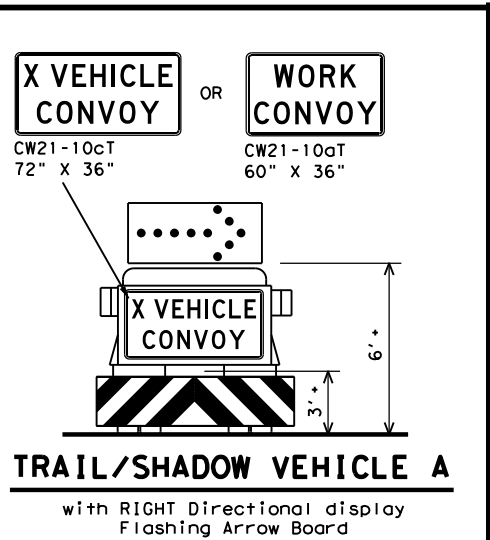 X VEHICLE
CONVOY
OR
WORK
CONVOY
CW21-10cT
72" X 36"
CW21-10aT
60" X 36"
X VEHICLE
CONVOY
6'+
3'+
TRAIL/SHADOW VEHICLE A
with RIGHT Directional display
Flashing Arrow Board